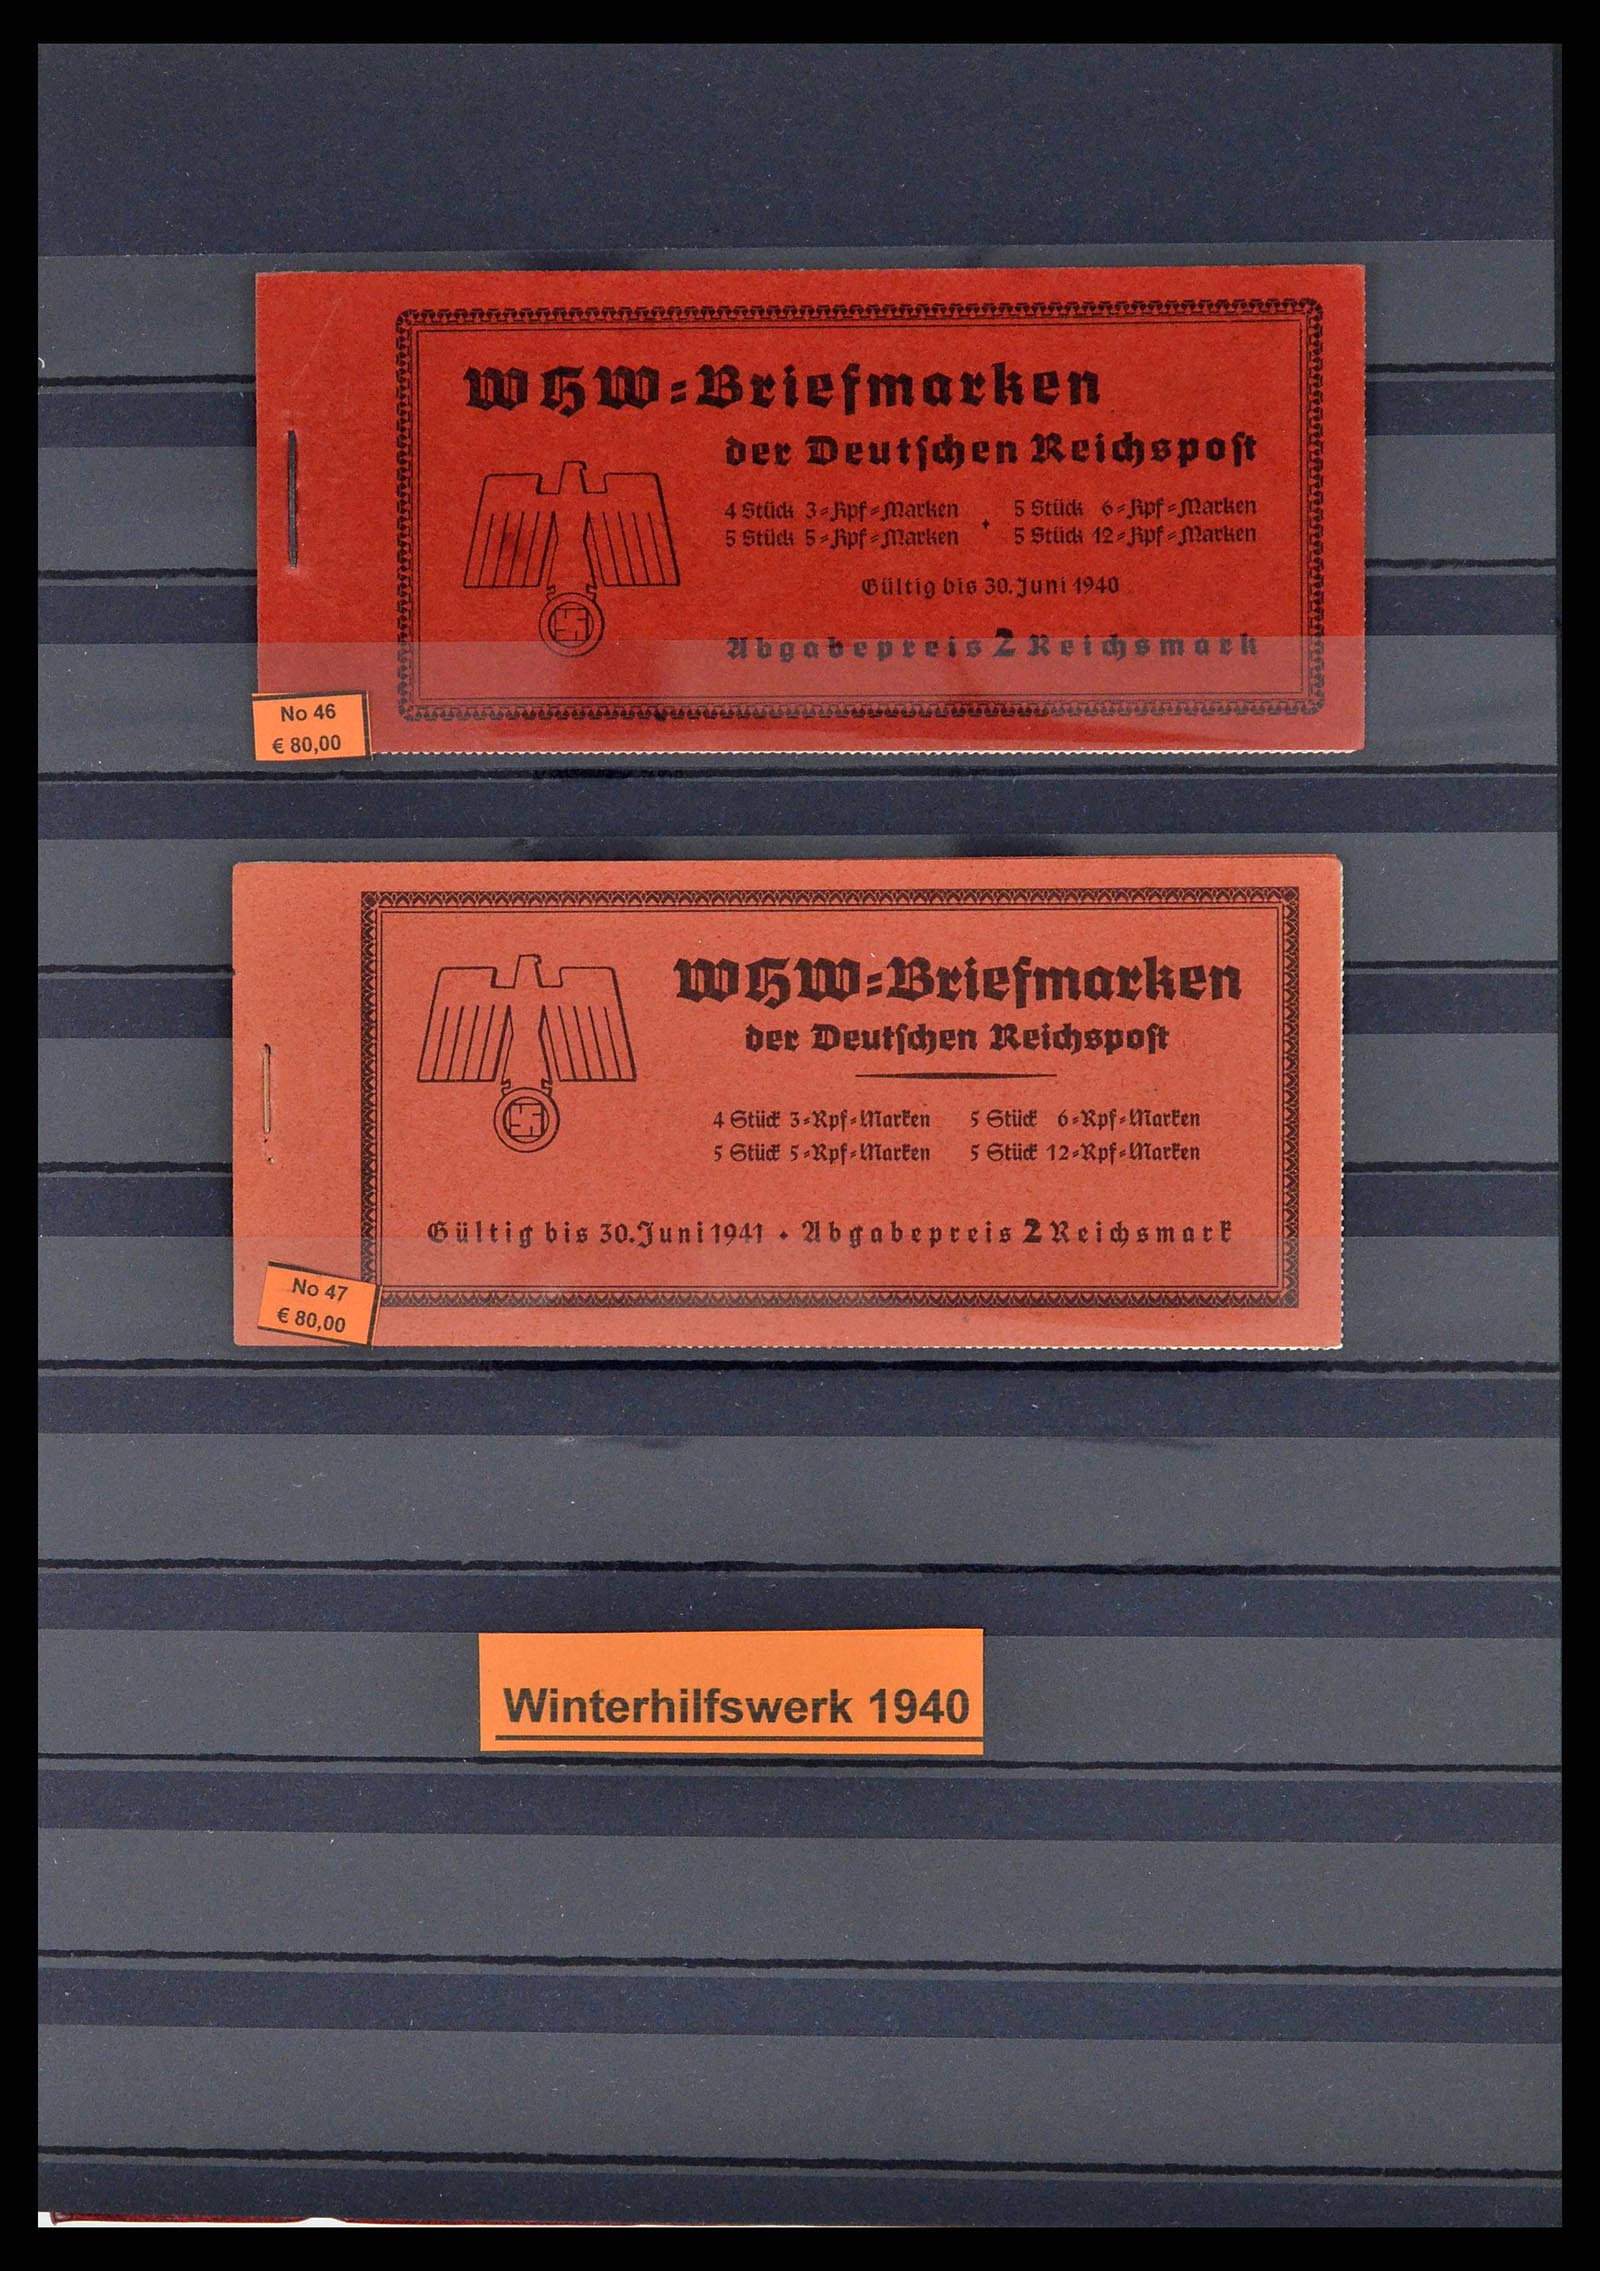 WHW=Briefmarken
der Deutschen Reichspost
4 Stück 3=Rpf=Marken • 5 Stück 6=Rpf=Marken
5 Stück 5=Rpf=Marken 5 Stück 12=Rpf=Marken
Gültig bis 30. Juni 1940
Abgabepreis 2 Reichsmark
No 46
€ 80,00
WHW=Briefmarken
der Deutschen Reichspost
4 Stück 3=Rpf=Marken 5 Stück 6=Rpf=Marken
5 Stück 5=Rpf=Marken 5 Stück 12=Rpf=Marken
Gültig bis 30. Juni 1941 • Abgabepreis 2 Reichsmark
No 47
€ 80,00
Winterhilfswerk 1940